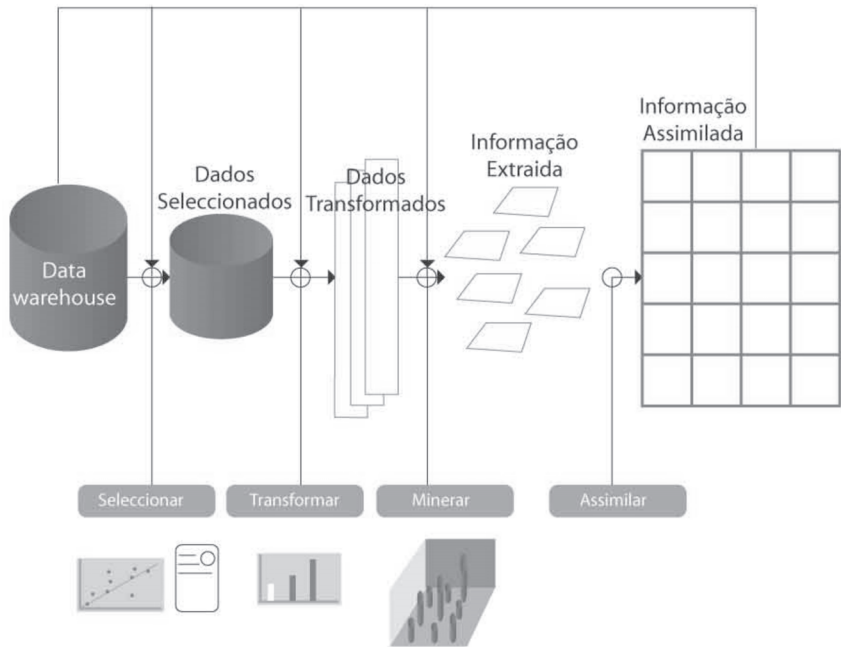 Informação
Assimilada
Informação
Extraida
Dados
Seleccionados
Dados
Transformados
Data
warehouse
Seleccionar
Transformar
Minerar
Assimilar